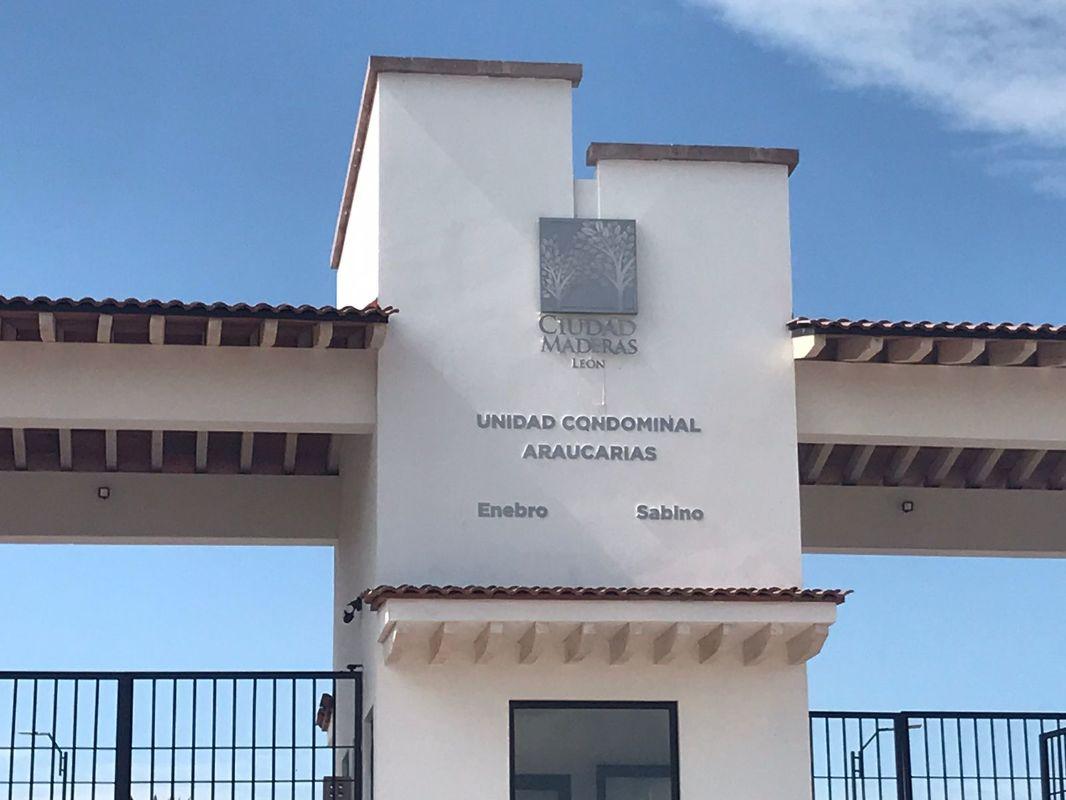 CIUDAD
MADERAS
LEÓN
UNIDAD CONDOMINAL
ARAUCARIAS
Enebro Sabino